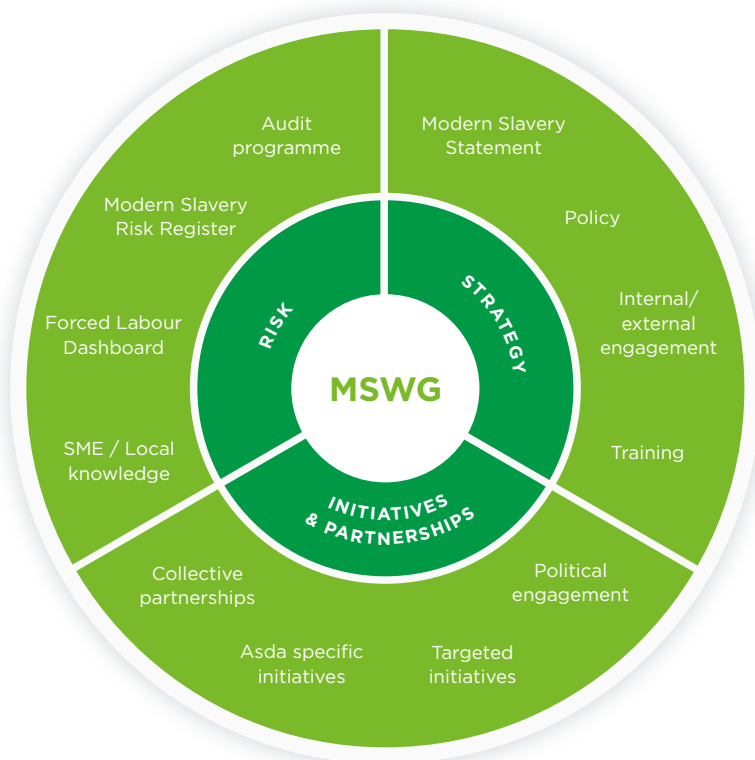 Audit
programme
Modern Slavery
Risk Register
Forced Labour
Dashboard
SME / Local
knowledge
Modern Slavery
Statement
Policy
Internal/
external
engagement
Training
RISK
STRATEGY
MSWG
INITIATIVES
& PARTNERSHIPS
Collective
partnerships
Asda specific
initiatives
Targeted
initiatives
Political
engagement